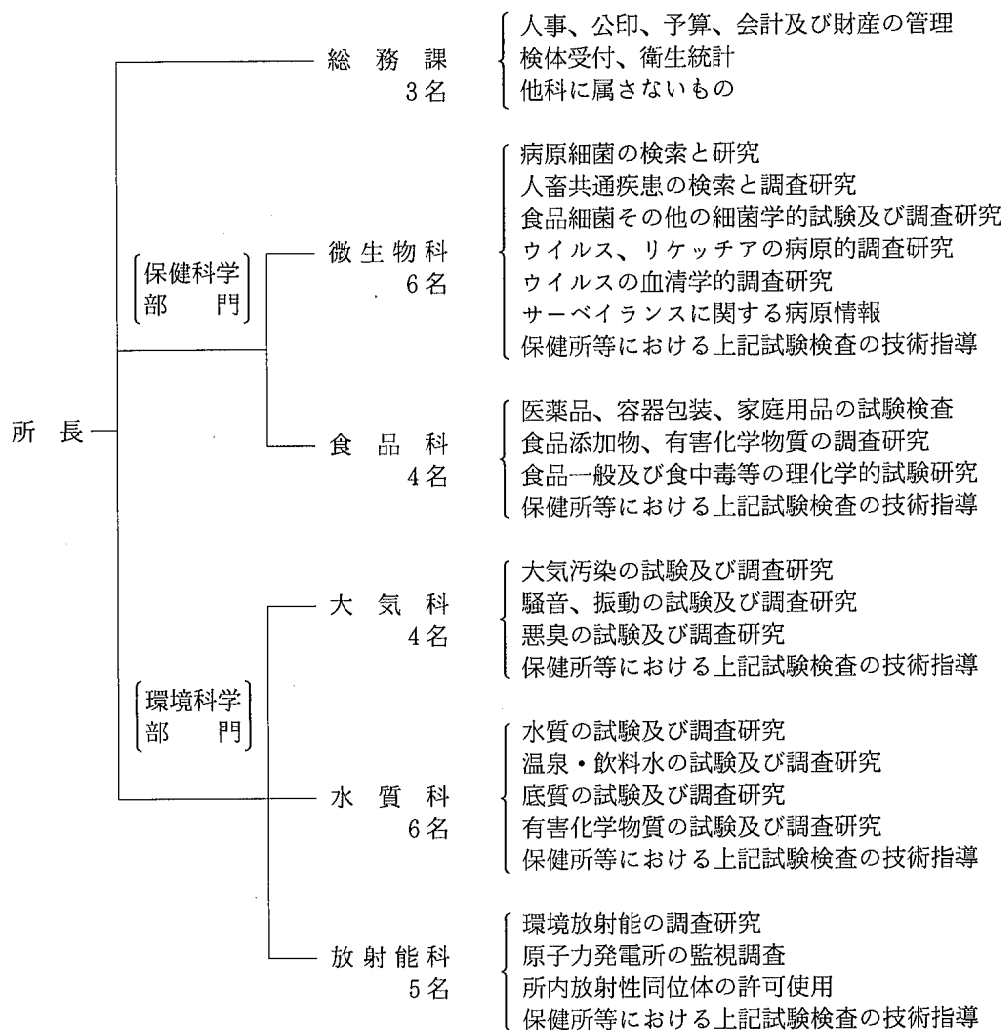 総務課
3名
人事、公印、予算、会計及び財産の管理
検体受付、衛生統計
他科に属さないもの
保健科学
部門
微生物科
6名
病原細菌の検索と研究
人畜共通疾患の検索と調査研究
食品細菌その他の細菌学的試験及び調査研究
ウイルス、リケッチアの病原的調査研究
ウイルスの血清学的調査研究
サーベイランスに関する病原情報
保健所等における上記試験検査の技術指導
所長
食品科
4名
医薬品、容器包装、家庭用品の試験検査
食品添加物、有害化学物質の調査研究
食品一般及び食中毒等の理化学的試験研究
保健所等における上記試験検査の技術指導
大気科
4名
大気汚染の試験及び調査研究
騒音、振動の試験及び調査研究
悪臭の試験及び調査研究
保健所等における上記試験検査の技術指導
環境科学
部門
水質科
6名
水質の試験及び調査研究
温泉・飲料水の試験及び調査研究
底質の試験及び調査研究
有害化学物質の試験及び調査研究
保健所等における上記試験検査の技術指導
放射能科
5名
環境放射能の調査研究
原子力発電所の監視調査
所内放射性同位体の許可使用
保健所等における上記試験検査の技術指導